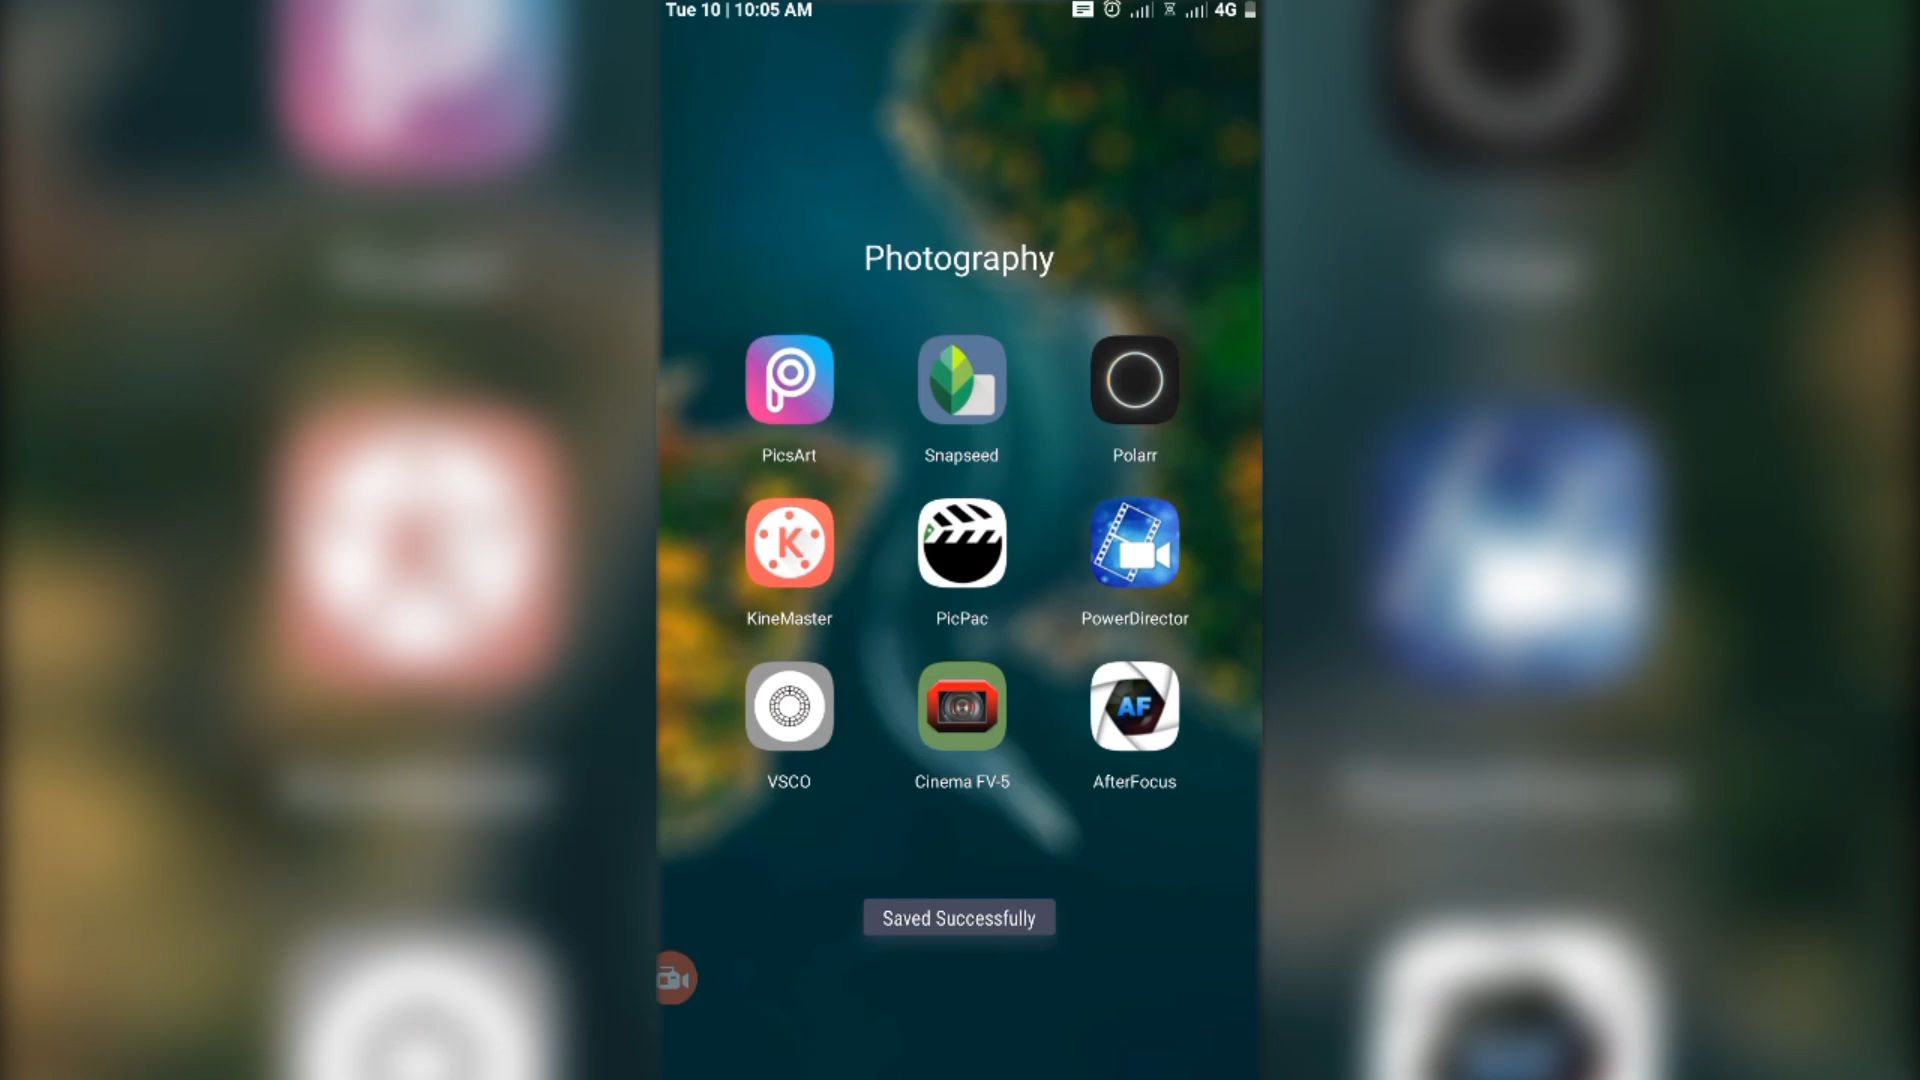 Tue 10 | 10:05 AM 4G
Photography
PicsArt Snapseed Polarr
K
KineMaster PicPac PowerDirector
AF
VSCO Cinema FV-5 AfterFocus
Saved Successfully